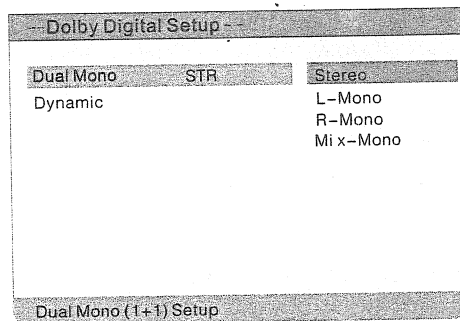 --Dolby Digital Setup--
Dual Mono STR Stereo
Dynamic L-Mono
R-Mono
Mi x-Mono
Dual Mono (1+1) Setup